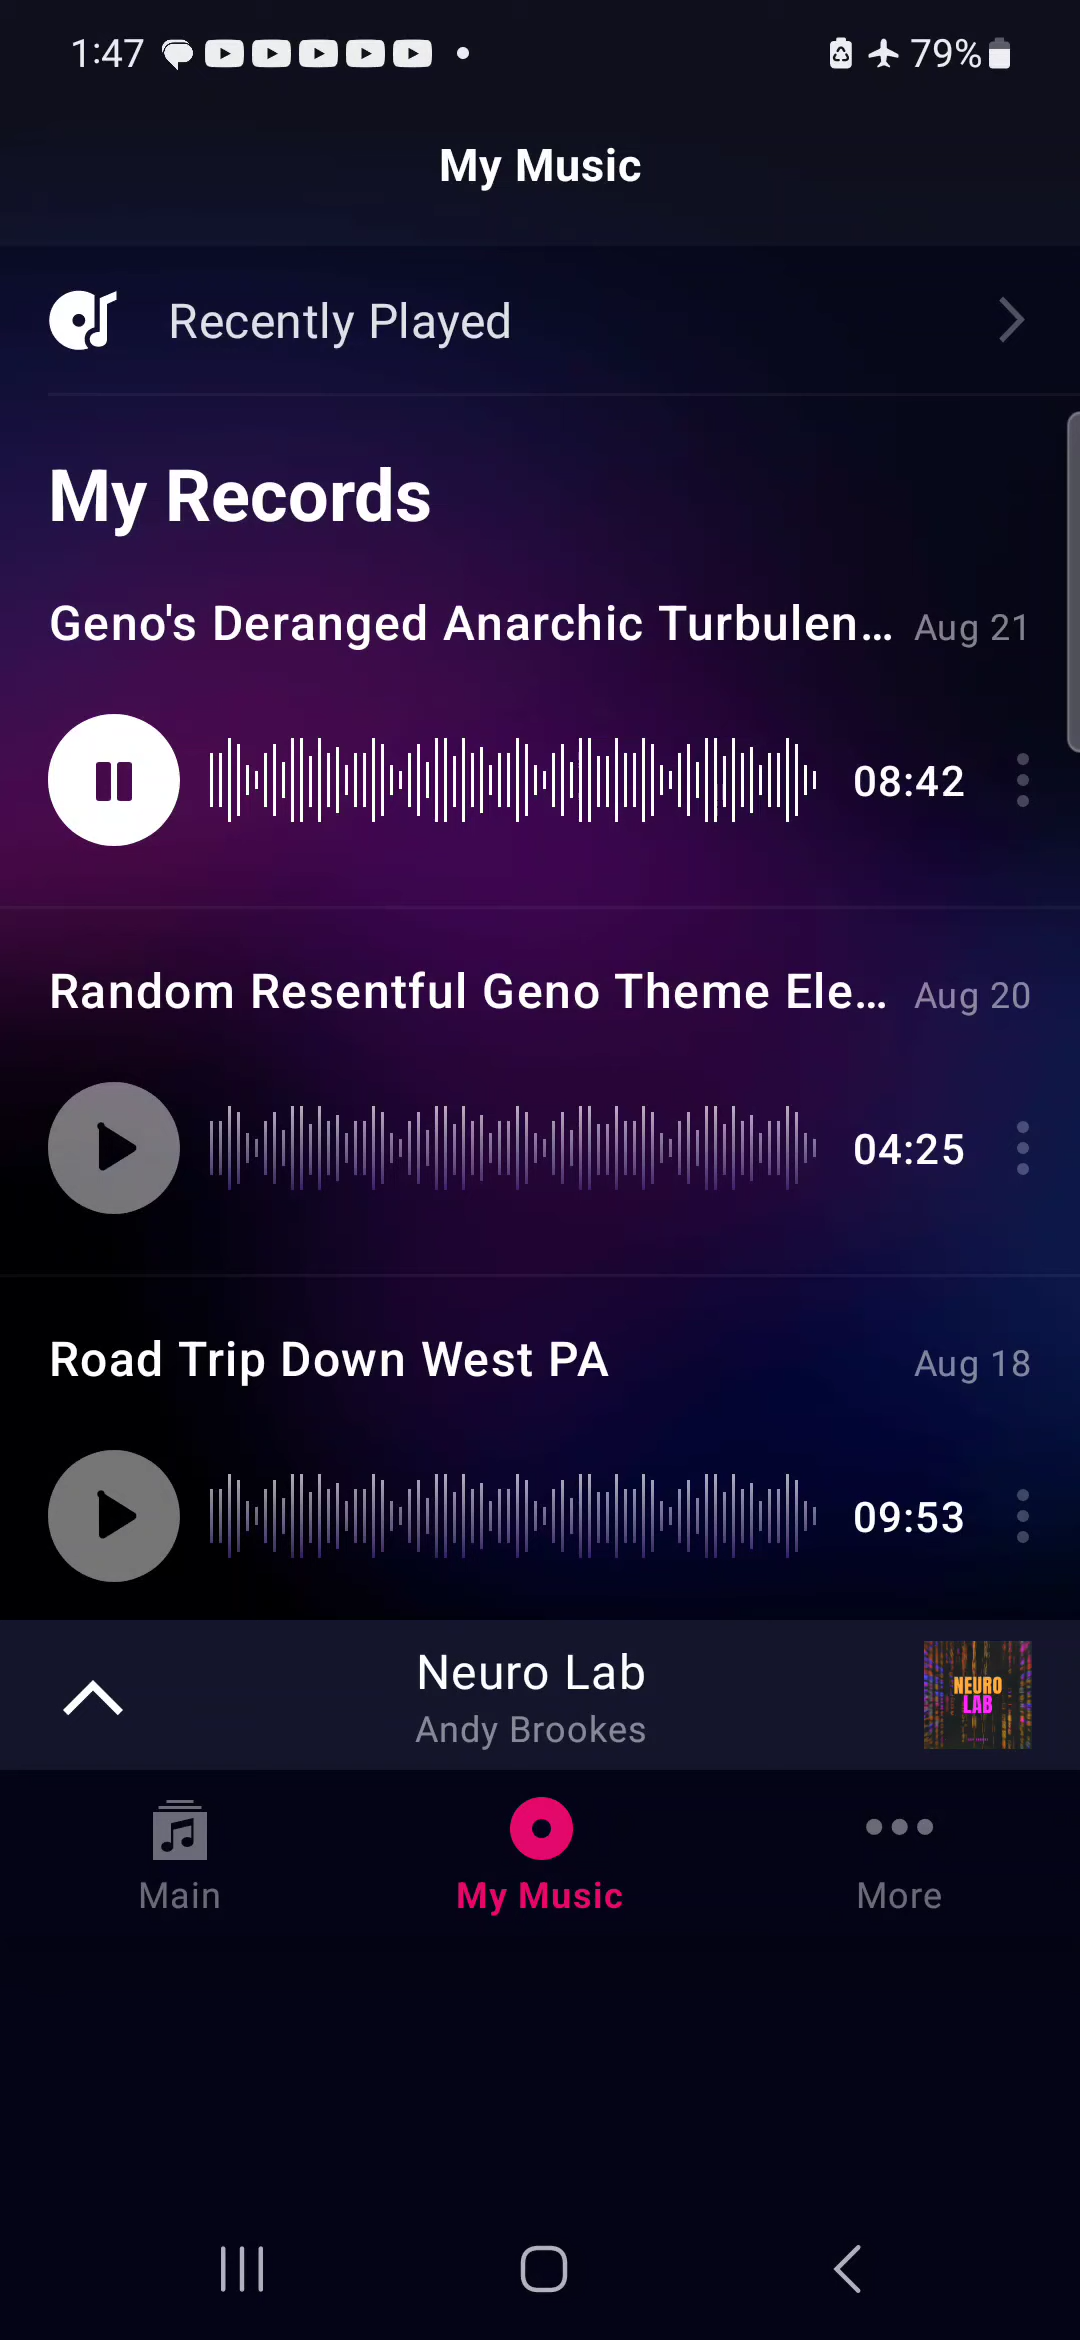 1:47
79%
My Music
Recently Played
My Records
Geno's Deranged Anarchic Turbulen... Aug 21
08:42
Random Resentful Geno Theme Ele... Aug 20
04:25
Road Trip Down West PA Aug 18
09:53
Neuro Lab
Andy Brookes
NEURO
LAB
Main
My Music
More